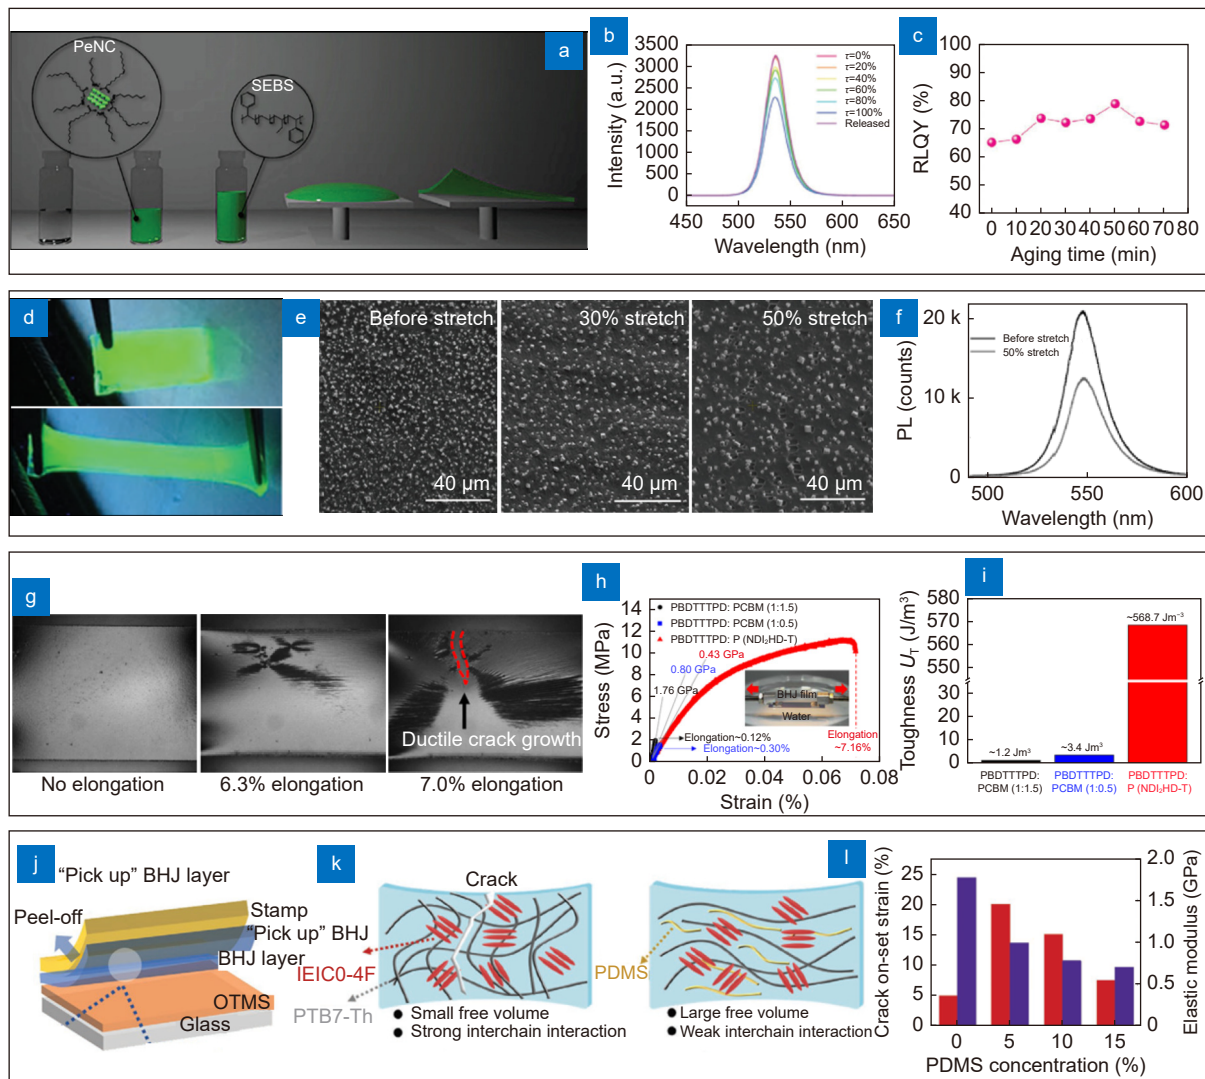 a
PeNC
SEBS
b
Intensity (a.u.)
3500
3000
2500
2000
1500
1000
500
0
450 500 550 600 650
Wavelength (nm)
τ=0%
τ=20%
τ=40%
τ=60%
τ=80%
τ=100%
Released
c
RLQY (%)
100
90
80
70
60
50
40
0 10 20 30 40 50 60 70 80
Aging time (min)
d
e
Before stretch
40 μm
30% stretch
40 μm
50% stretch
40 μm
f
PL (counts)
20 k
10 k
0
500 550 600
Wavelength (nm)
Before stretch
50% stretch
g
Ductile crack growth
No elongation
6.3% elongation
7.0% elongation
h
Stress (MPa)
14
12
10
8
6
4
2
0
PBDTTTPD: PCBM (1:1.5)
PBDTTTPD: PCBM (1:0.5)
PBDTTTPD: P (NDI₂HD-T)
0.43 GPa
0.80 GPa
1.76 GPa
BHJ film
Water
Elongation~0.12%
Elongation~0.30%
Elongation
~7.16%
0 0.02 0.04 0.06 0.08
Strain (%)
i
Toughness U_T (J/m³)
580
570
560
550
30
20
10
0
~1.2 Jm³
~3.4 Jm³
~568.7 Jm⁻³
PBDTTTPD:
PCBM (1:1.5)
PBDTTTPD:
PCBM (1:0.5)
PBDTTTPD:
P (NDI₂HD-T)
j
“Pick up” BHJ layer
Peel-off
Stamp
“Pick up” BHJ
BHJ layer
OTMS
Glass
k
Crack
IEIC0-4F
PTB7-Th
● Small free volume
● Strong interchain interaction
PDMS
● Large free volume
● Weak interchain interaction
l
Crack on-set strain (%)
25
20
15
10
5
0
2.0
1.5
1.0
0.5
0
Elastic modulus (GPa)
0 5 10 15
PDMS concentration (%)